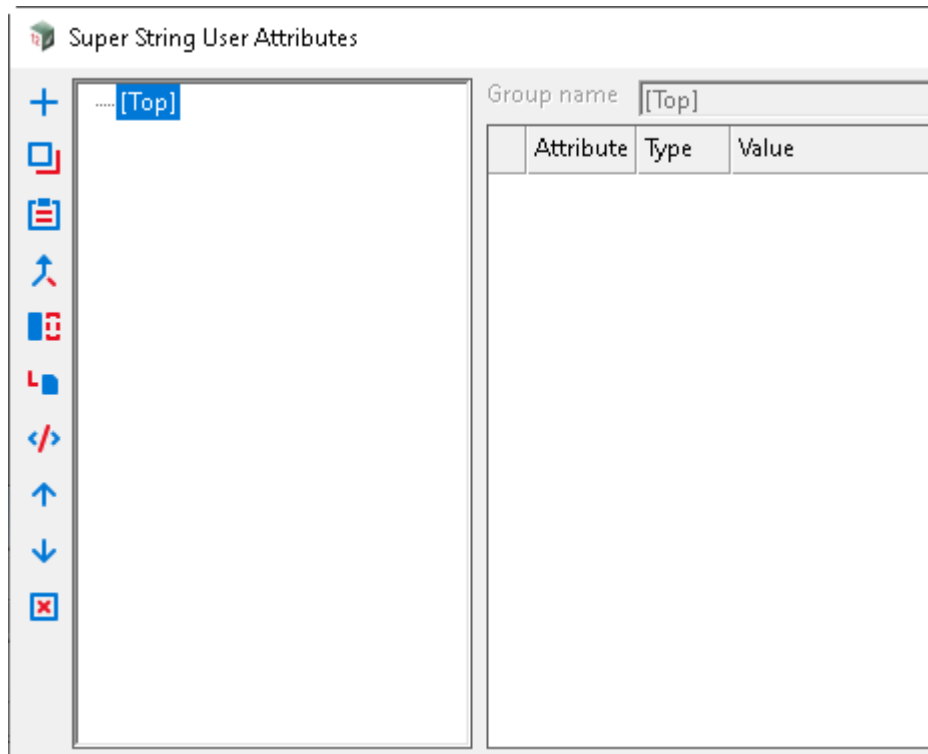 Super String User Attributes
[Top]
Group name [Top]
Attribute Type Value